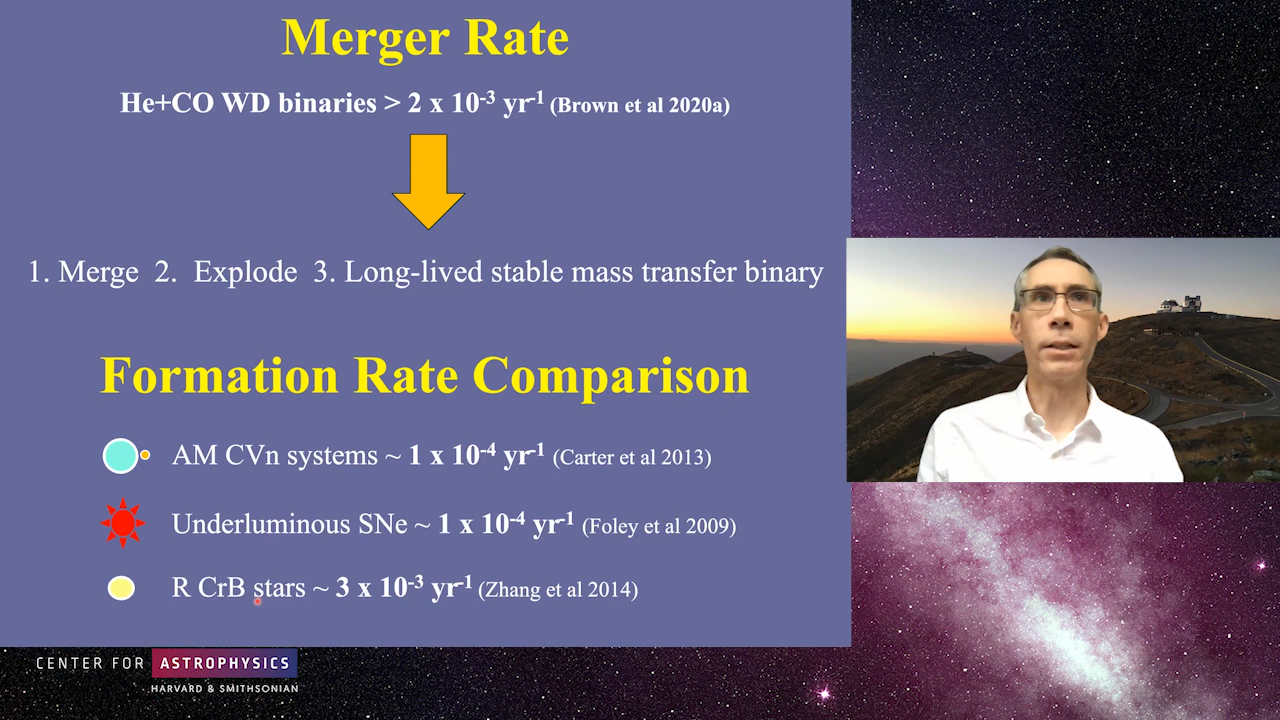 Merger Rate
He+CO WD binaries > 2 x 10⁻³ yr⁻¹ (Brown et al 2020a)
1. Merge 2. Explode 3. Long-lived stable mass transfer binary
Formation Rate Comparison
AM CVn systems ~ 1 x 10⁻⁴ yr⁻¹ (Carter et al 2013)
Underluminous SNe ~ 1 x 10⁻⁴ yr⁻¹ (Foley et al 2009)
R CrB stars ~ 3 x 10⁻³ yr⁻¹ (Zhang et al 2014)
CENTER FOR ASTROPHYSICS
HARVARD & SMITHSONIAN